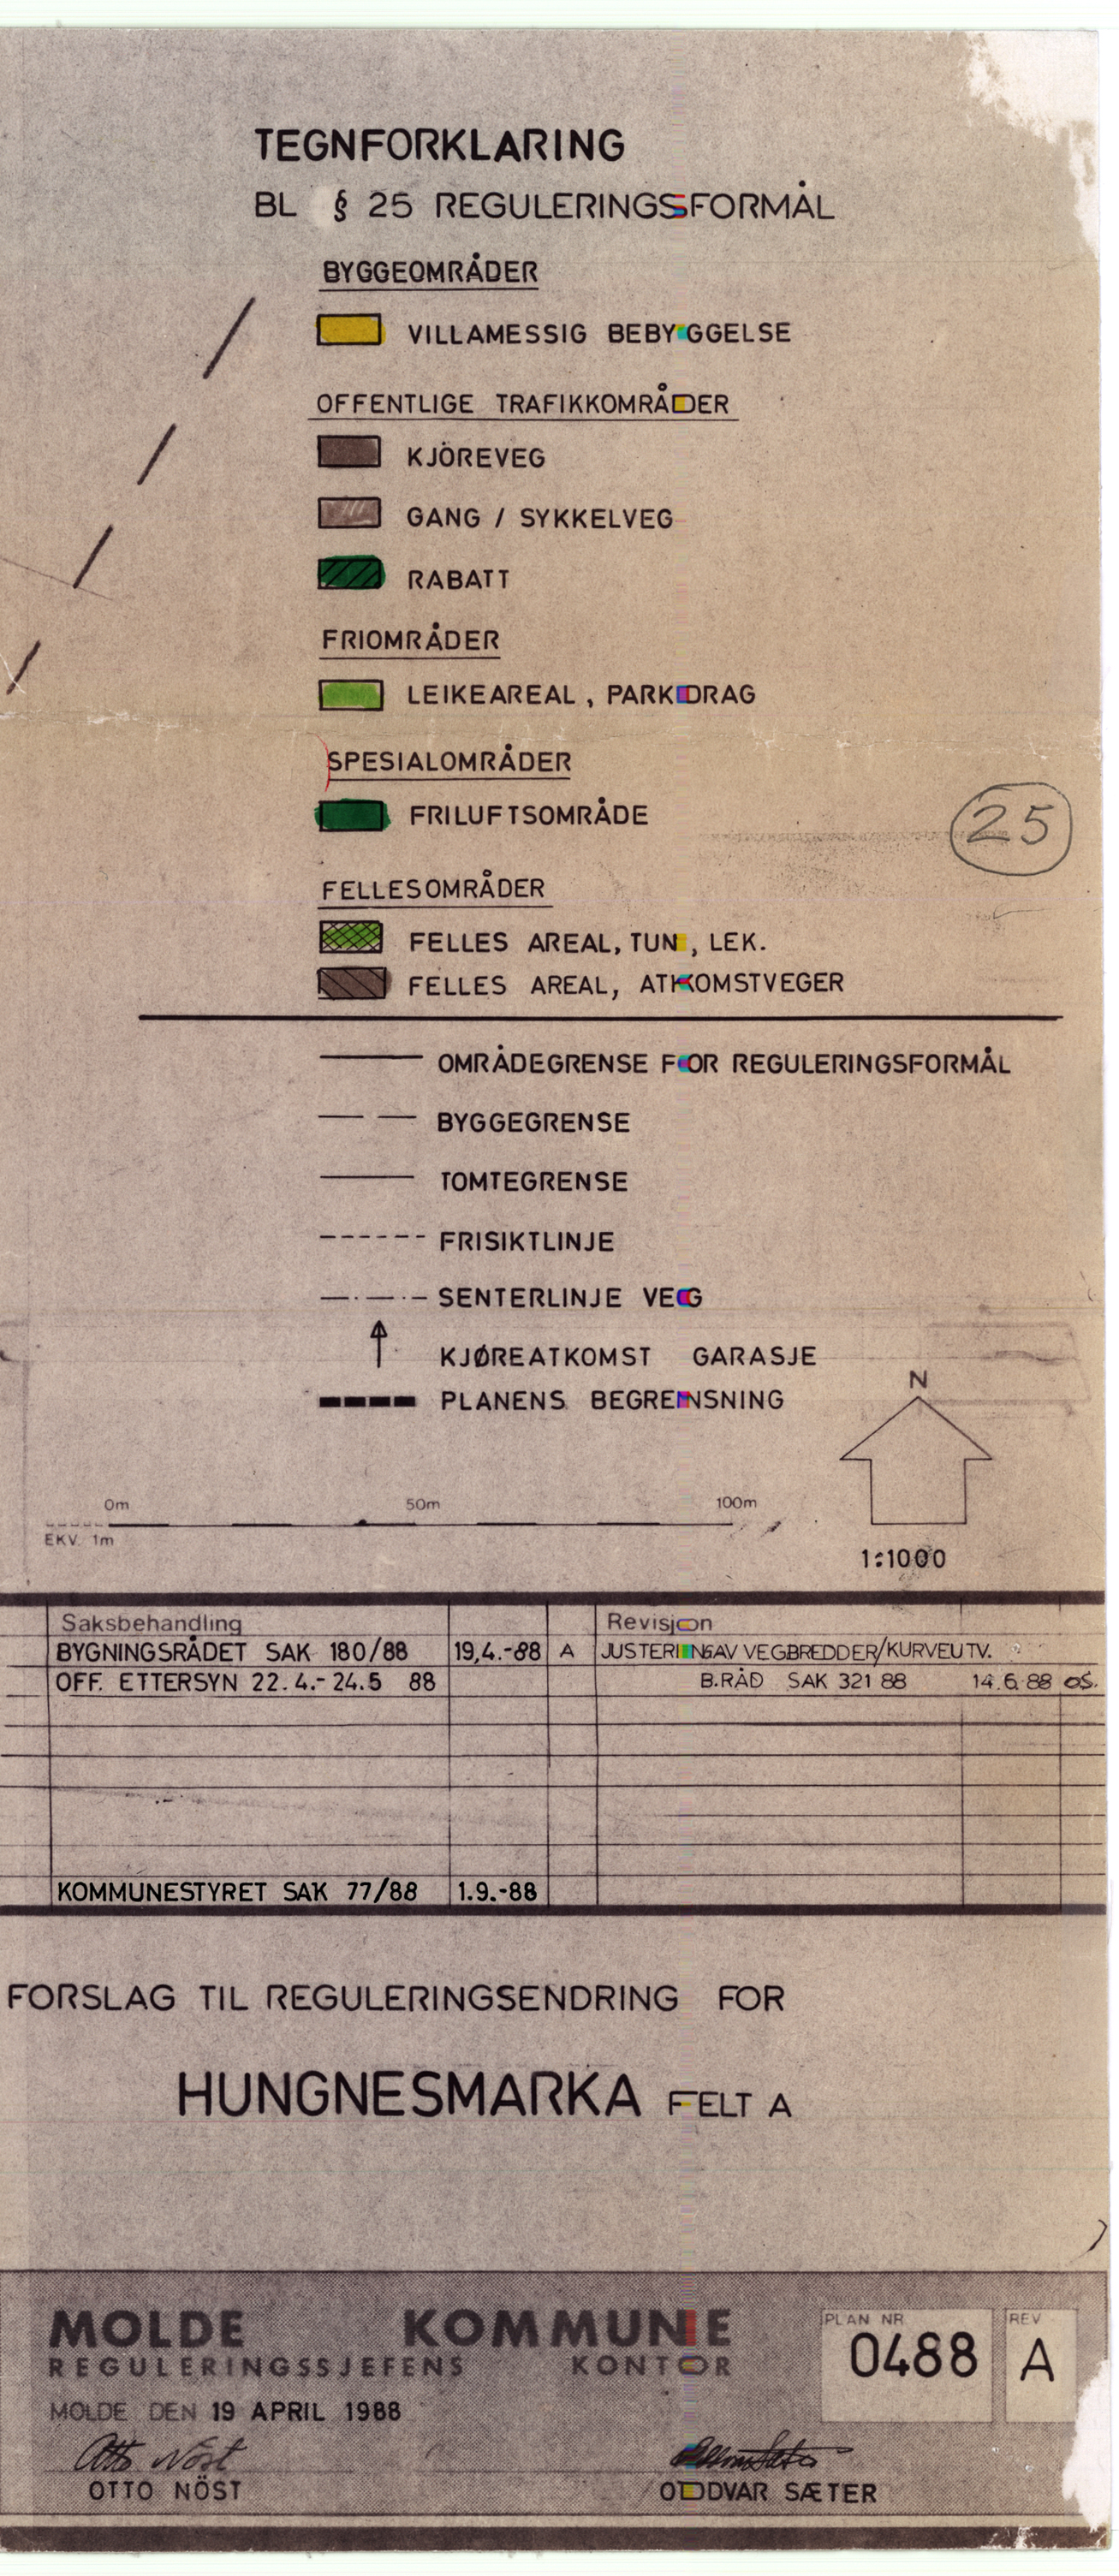 TEGNFORKLARING
BL § 25 REGULERINGSFORMÅL
BYGGEOMRÅDER
VILLAMESSIG BEBYGGELSE
OFFENTLIGE TRAFIKKOMRÅDER
KJÖREVEG
GANG / SYKKELVEG
RABATT
FRIOMRÅDER
LEIKEAREAL, PARKDRAG
SPESIALOMRÅDER
FRILUFTSOMRÅDE
25
FELLESOMRÅDER
FELLES AREAL, TUN, LEK.
FELLES AREAL, ATKOMSTVEGER
OMRÅDEGRENSE FOR REGULERINGSFORMÅL
BYGGEGRENSE
TOMTEGRENSE
FRISIKTLINJE
SENTERLINJE VEG
KJØREATKOMST GARASJE
PLANENS BEGRENSNING
N
0m 50m 100m
EKV. 1m
1:1000
Saksbehandling Revisjon
BYGNINGSRÅDET SAK 180/88 19,4.-88 A JUSTERING AV VEGBREDDER/KURVEUTV.
OFF. ETTERSYN 22.4.-24.5 88 B.RÅD SAK 321 88 14.6.88 OS.
KOMMUNESTYRET SAK 77/88 1.9.-88
FORSLAG TIL REGULERINGSENDRING FOR
HUNGNESMARKA FELT A
MOLDE KOMMUNE
REGULERINGSSJEFENS KONTOR
PLAN NR 0488 REV A
MOLDE DEN 19 APRIL 1988
Otto Nöst
OTTO NÖST ODDVAR SÆTER